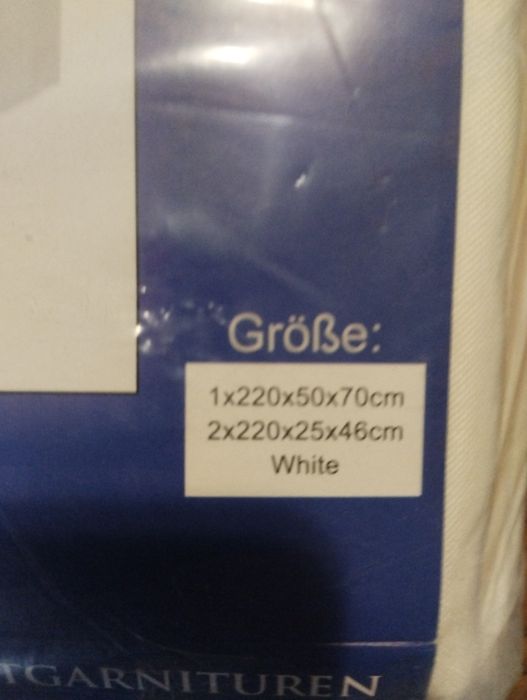 Größe:
1x220x50x70cm
2x220x25x46cm
White
TGARNITUREN